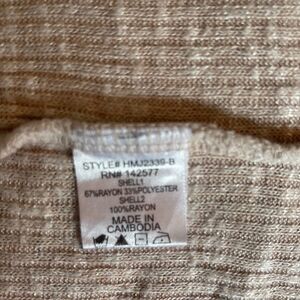 STYLE# HMJ2339-B
RN# 142577
SHELL1
67%RAYON 33%POLYESTER
SHELL2
100%RAYON
MADE IN
CAMBODIA